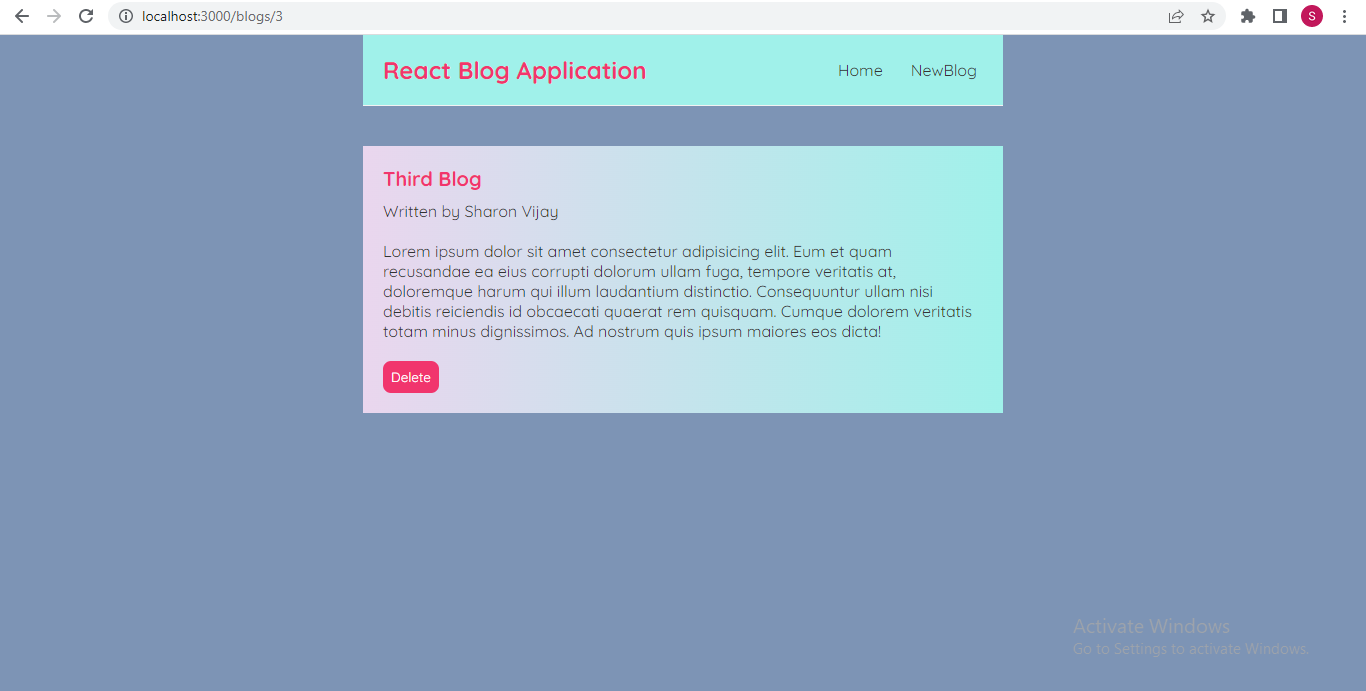 localhost:3000/blogs/3
S
React Blog Application
Home NewBlog
Third Blog
Written by Sharon Vijay
Lorem ipsum dolor sit amet consectetur adipisicing elit. Eum et quam
recusandae ea eius corrupti dolorum ullam fuga, tempore veritatis at,
doloremque harum qui illum laudantium distinctio. Consequuntur ullam nisi
debitis reiciendis id obcaecati quaerat rem quisquam. Cumque dolorem veritatis
totam minus dignissimos. Ad nostrum quis ipsum maiores eos dicta!
Delete
Activate Windows
Go to Settings to activate Windows.